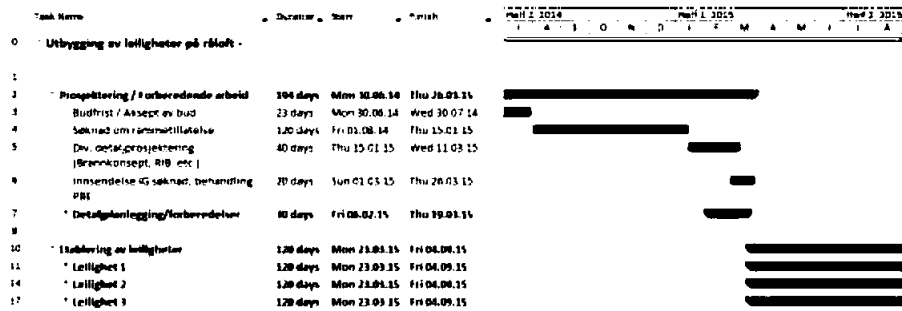 Task Name Duration Start Finish Half 2 2014 Half 1 2015 Half 2 2015
J A S O N D J F M A M J J A
0 Utbygging av leiligheter på råloft -
1
2 Prosjektering / Forberedende arbeid 194 days Mon 30.06.14 Thu 26.03.15
3 Budfrist / Aksept av bud 23 days Mon 30.06.14 Wed 30.07.14
4 Søknad om rammetillatelse 120 days Fri 01.08.14 Thu 15.01.15
5 Div. detaljprosjektering 40 days Thu 15.01.15 Wed 11.03.15
(Brannkonsept, RIB, etc.)
6 Innsendelse IG søknad, behandling 20 days Sun 01.03.15 Thu 26.03.15
PBE
7 Detaljplanlegging/forberedelser 30 days Fri 06.02.15 Thu 19.03.15
8
10 Etablering av leiligheter 120 days Mon 23.03.15 Fri 04.09.15
11 Leilighet 1 120 days Mon 23.03.15 Fri 04.09.15
14 Leilighet 2 120 days Mon 23.03.15 Fri 04.09.15
17 Leilighet 3 120 days Mon 23.03.15 Fri 04.09.15